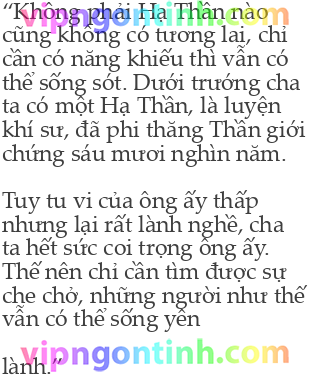 “Không phải Hạ Thần nào
vipngontinh.com
cũng không có tương lai, chỉ
cần có năng khiếu thì vẫn có
thể sống sót. Dưới trướng cha
ta có một Hạ Thần, là luyện
khí sư, đã phi thăng Thần giới
chứng sáu mươi nghìn năm.
Tuy tu vi của ông ấy thấp
nhưng lại rất lành nghề, cha
ta hết sức coi trọng ông ấy.
Thế nên chỉ cần tìm được sự
che chở, những người như thế
vẫn có thể sống yên
vipngontinh.com
lành.”